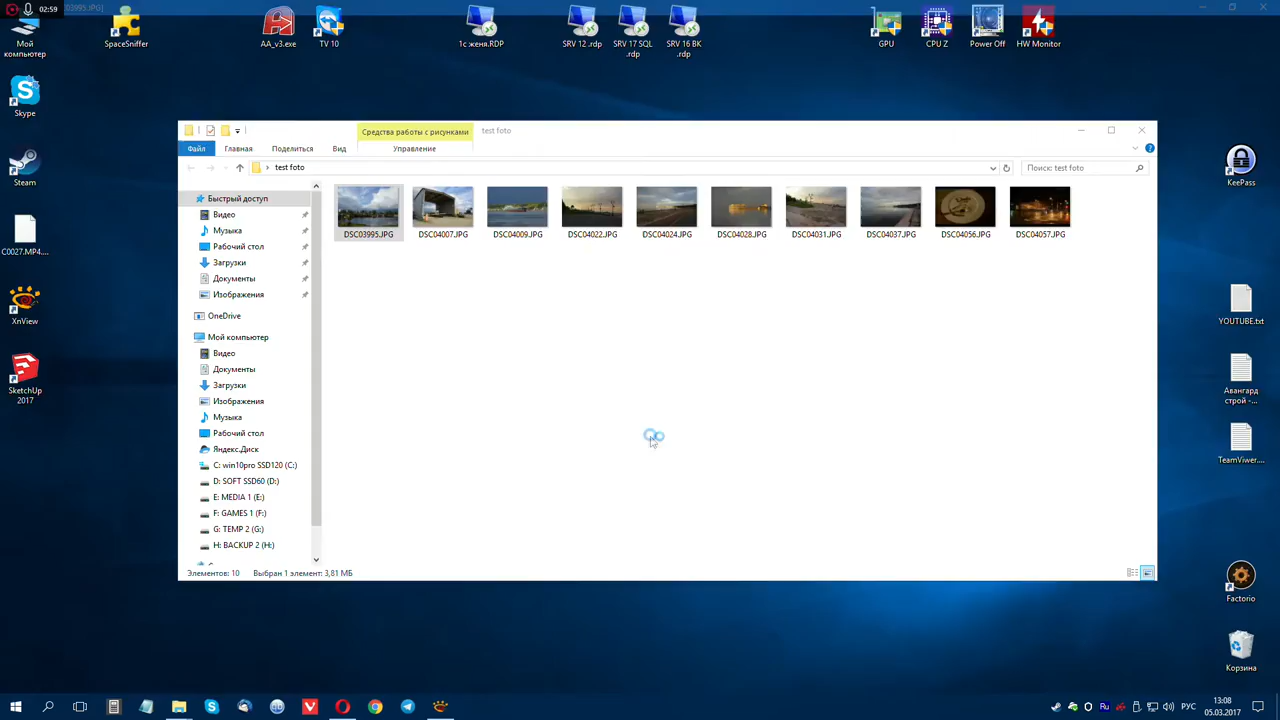 02:59
03995.JPG]
Мой компьютер
SpaceSniffer
AA_v3.exe
TV 10
1с женя.RDP
SRV 12 .rdp
SRV 17 SQL .rdp
SRV 16 BK .rdp
GPU
CPU Z
Power Off
HW Monitor
Skype
Steam
C0027.MP4....
XnView
SketchUp 2017
KeePass
YOUTUBE.txt
Авангард строй -...
TeamViwer....
Factorio
Корзина
Средства работы с рисунками
test foto
Файл
Главная
Поделиться
Вид
Управление
test foto
Поиск: test foto
Быстрый доступ
Видео
Музыка
Рабочий стол
Загрузки
Документы
Изображения
OneDrive
Мой компьютер
Видео
Документы
Загрузки
Изображения
Музыка
Рабочий стол
Яндекс.Диск
C: win10pro SSD120 (C:)
D: SOFT SSD60 (D:)
E: MEDIA 1 (E:)
F: GAMES 1 (F:)
G: TEMP 2 (G:)
H: BACKUP 2 (H:)
DSC03995.JPG
DSC04007.JPG
DSC04009.JPG
DSC04022.JPG
DSC04024.JPG
DSC04028.JPG
DSC04031.JPG
DSC04037.JPG
DSC04056.JPG
DSC04057.JPG
Элементов: 10
Выбран 1 элемент: 3,81 МБ
Ru
РУС
13:08
05.03.2017